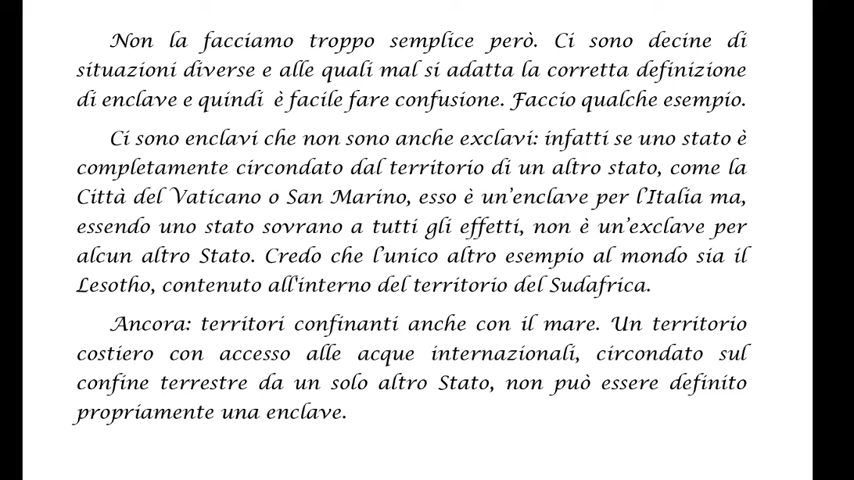 Non la facciamo troppo semplice però. Ci sono decine di
situazioni diverse e alle quali mal si adatta la corretta definizione
di enclave e quindi è facile fare confusione. Faccio qualche esempio.
Ci sono enclavi che non sono anche exclavi: infatti se uno stato è
completamente circondato dal territorio di un altro stato, come la
Città del Vaticano o San Marino, esso è un'enclave per l'Italia ma,
essendo uno stato sovrano a tutti gli effetti, non è un'exclave per
alcun altro Stato. Credo che l'unico altro esempio al mondo sia il
Lesotho, contenuto all'interno del territorio del Sudafrica.
Ancora: territori confinanti anche con il mare. Un territorio
costiero con accesso alle acque internazionali, circondato sul
confine terrestre da un solo altro Stato, non può essere definito
propriamente una enclave.